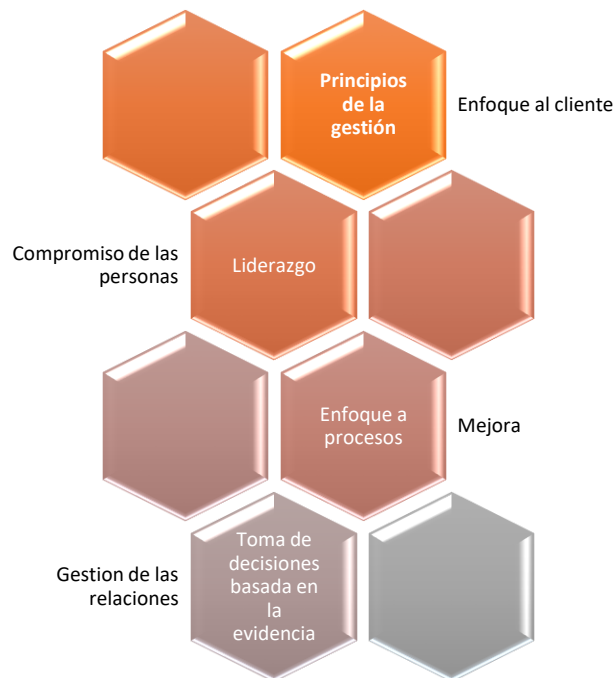 Principios
de la
gestión
Enfoque al cliente
Compromiso de las
personas
Liderazgo
Enfoque a
procesos
Mejora
Gestion de las
relaciones
Toma de
decisiones
basada en
la
evidencia